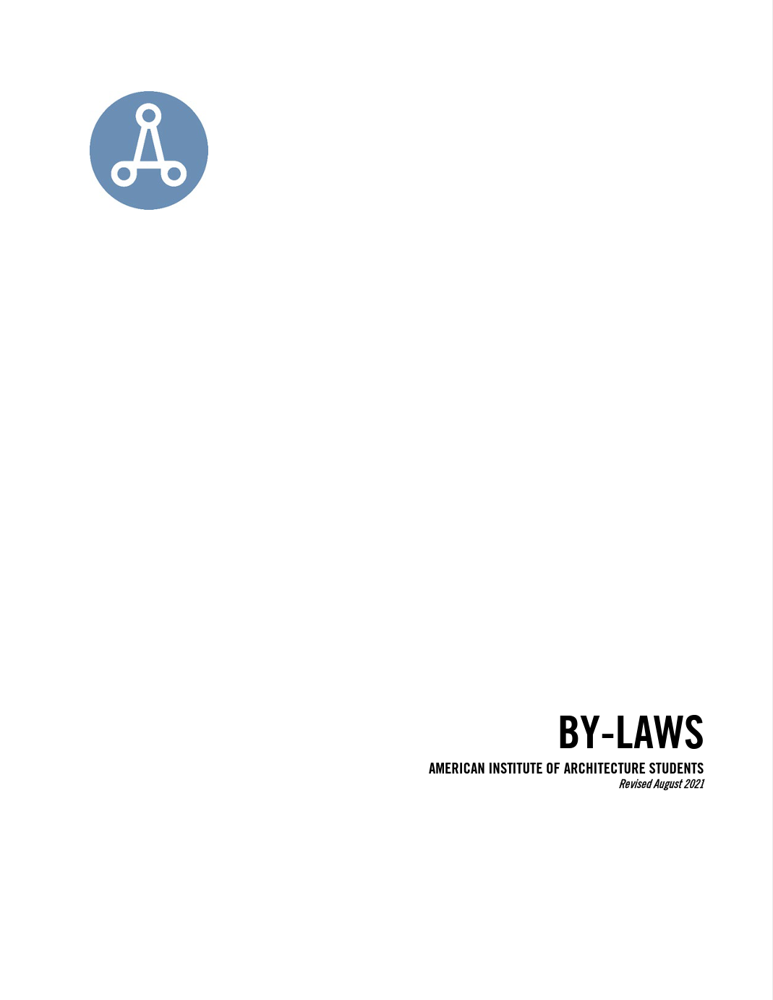 BY-LAWS
AMERICAN INSTITUTE OF ARCHITECTURE STUDENTS
Revised August 2021